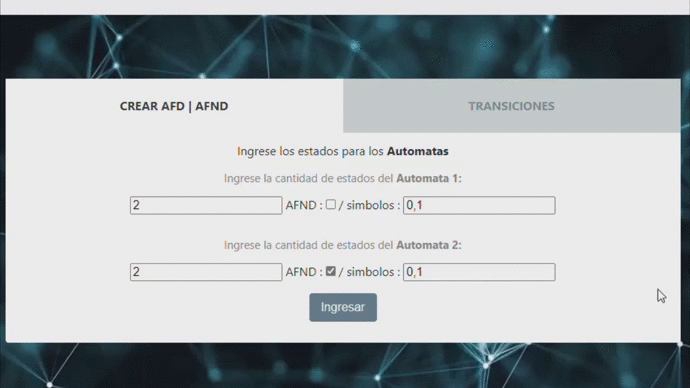 CREAR AFD | AFND
TRANSICIONES
Ingrese los estados para los Automatas
Ingrese la cantidad de estados del Automata 1:
2 AFND : / simbolos : 0,1
Ingrese la cantidad de estados del Automata 2:
2 AFND : / simbolos : 0,1
Ingresar